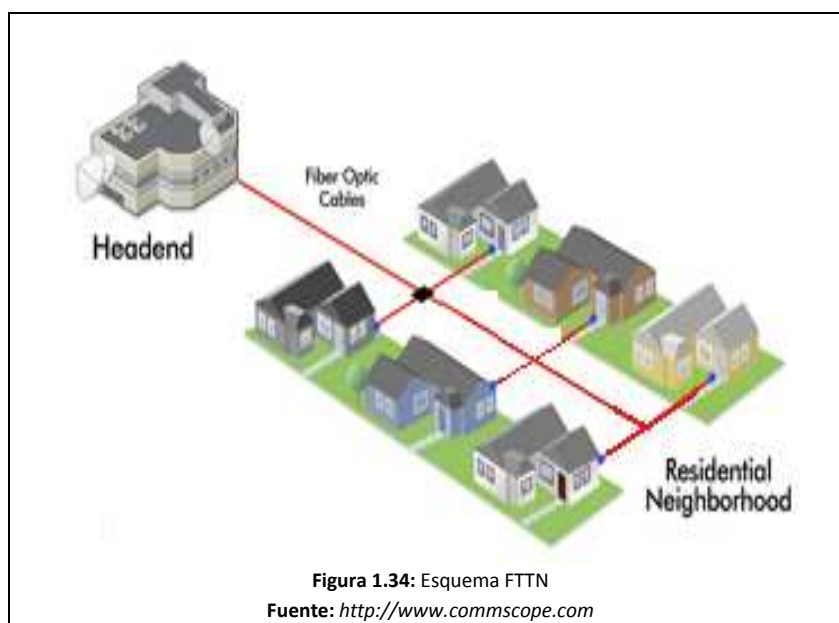 Fiber Optic
Cables
Headend
Residential
Neighborhood
Figura 1.34: Esquema FTTN
Fuente: http://www.commscope.com